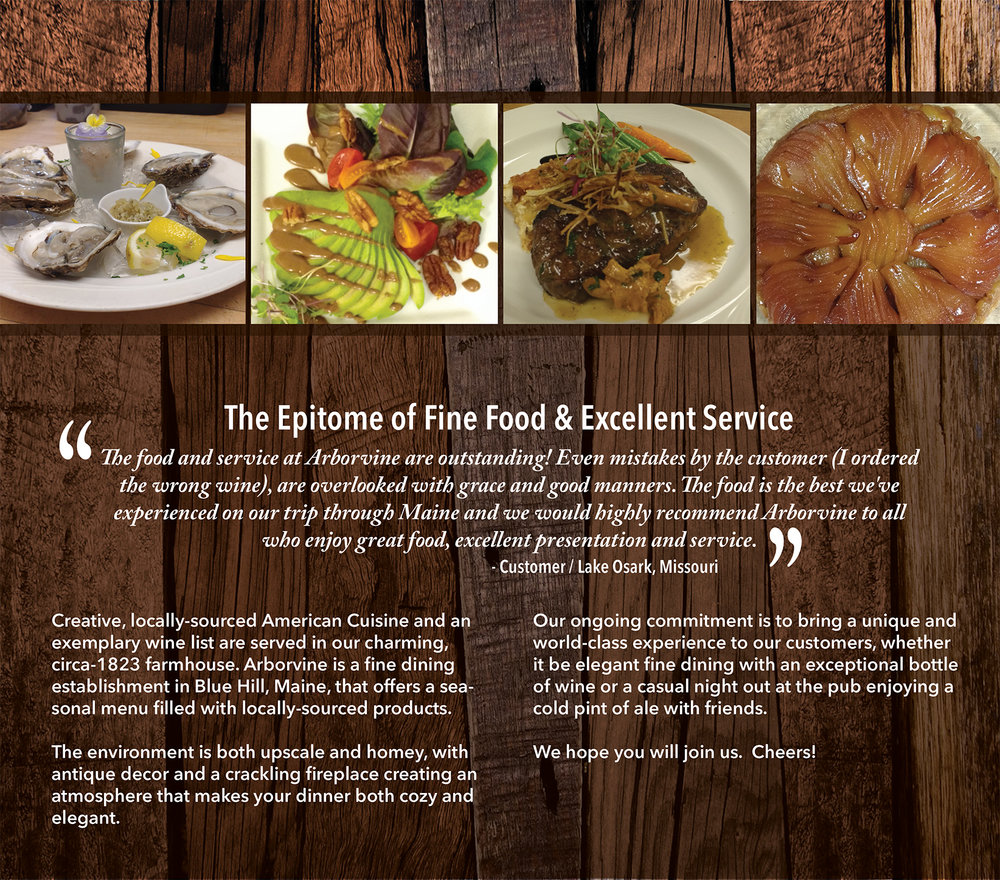 The Epitome of Fine Food & Excellent Service
“ The food and service at Arborvine are outstanding! Even mistakes by the customer (I ordered
the wrong wine), are overlooked with grace and good manners. The food is the best we've
experienced on our trip through Maine and we would highly recommend Arborvine to all
who enjoy great food, excellent presentation and service. ”
- Customer / Lake Osark, Missouri
Creative, locally-sourced American Cuisine and an
exemplary wine list are served in our charming,
circa-1823 farmhouse. Arborvine is a fine dining
establishment in Blue Hill, Maine, that offers a sea-
sonal menu filled with locally-sourced products.
The environment is both upscale and homey, with
antique decor and a crackling fireplace creating an
atmosphere that makes your dinner both cozy and
elegant.
Our ongoing commitment is to bring a unique and
world-class experience to our customers, whether
it be elegant fine dining with an exceptional bottle
of wine or a casual night out at the pub enjoying a
cold pint of ale with friends.
We hope you will join us.  Cheers!